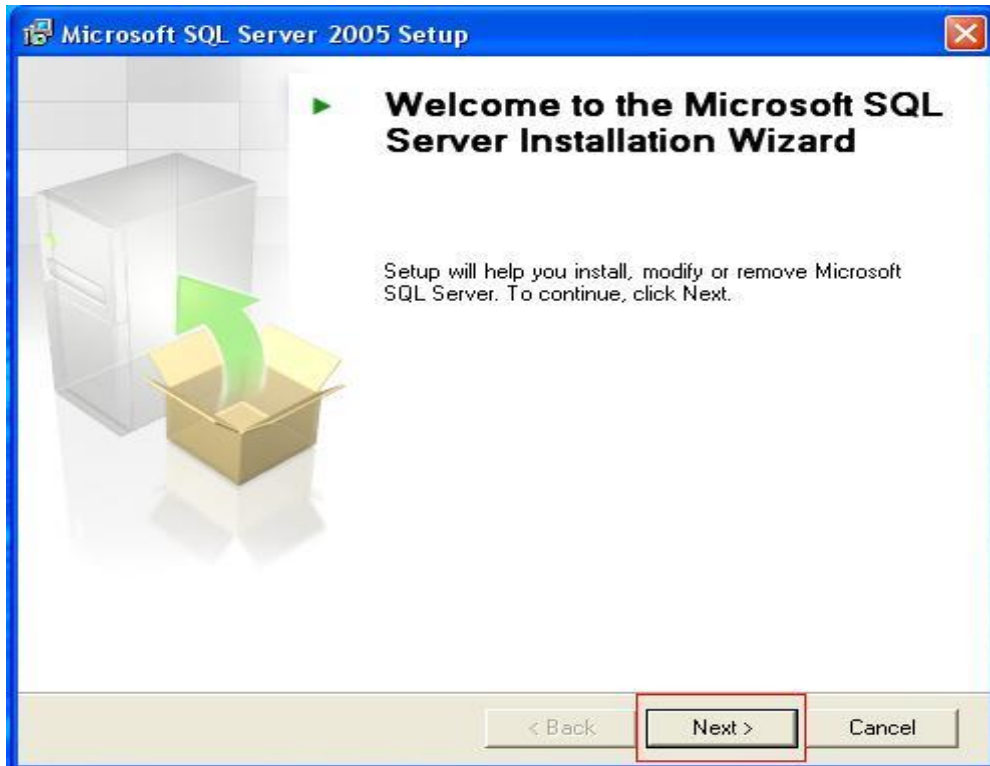 Microsoft SQL Server 2005 Setup
Welcome to the Microsoft SQL
Server Installation Wizard
Setup will help you install, modify or remove Microsoft
SQL Server. To continue, click Next.
< Back
Next >
Cancel